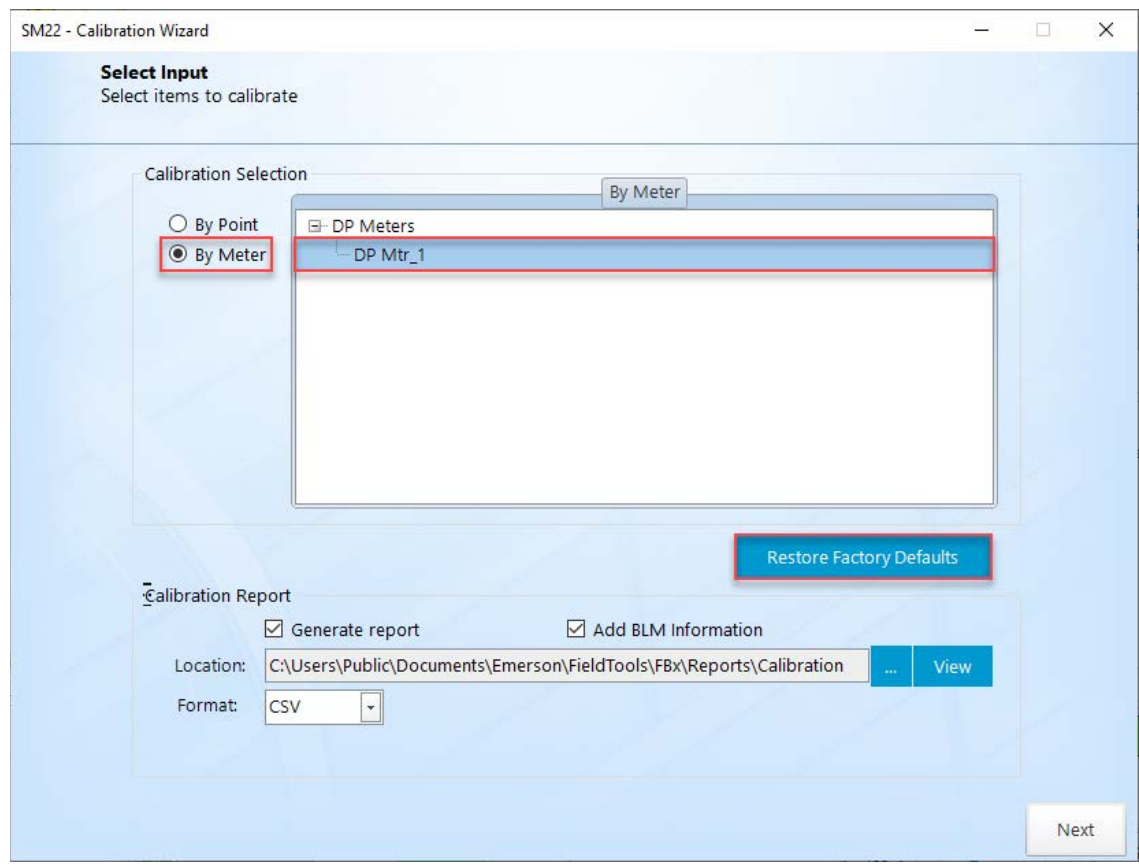 SM22 - Calibration Wizard
Select Input
Select items to calibrate
Calibration Selection
By Meter
By Point
DP Meters
By Meter
DP Mtr_1
Restore Factory Defaults
Calibration Report
Generate report
Add BLM Information
Location:
C:\Users\Public\Documents\Emerson\FieldTools\FBx\Reports\Calibration
...
View
Format:
CSV
Next